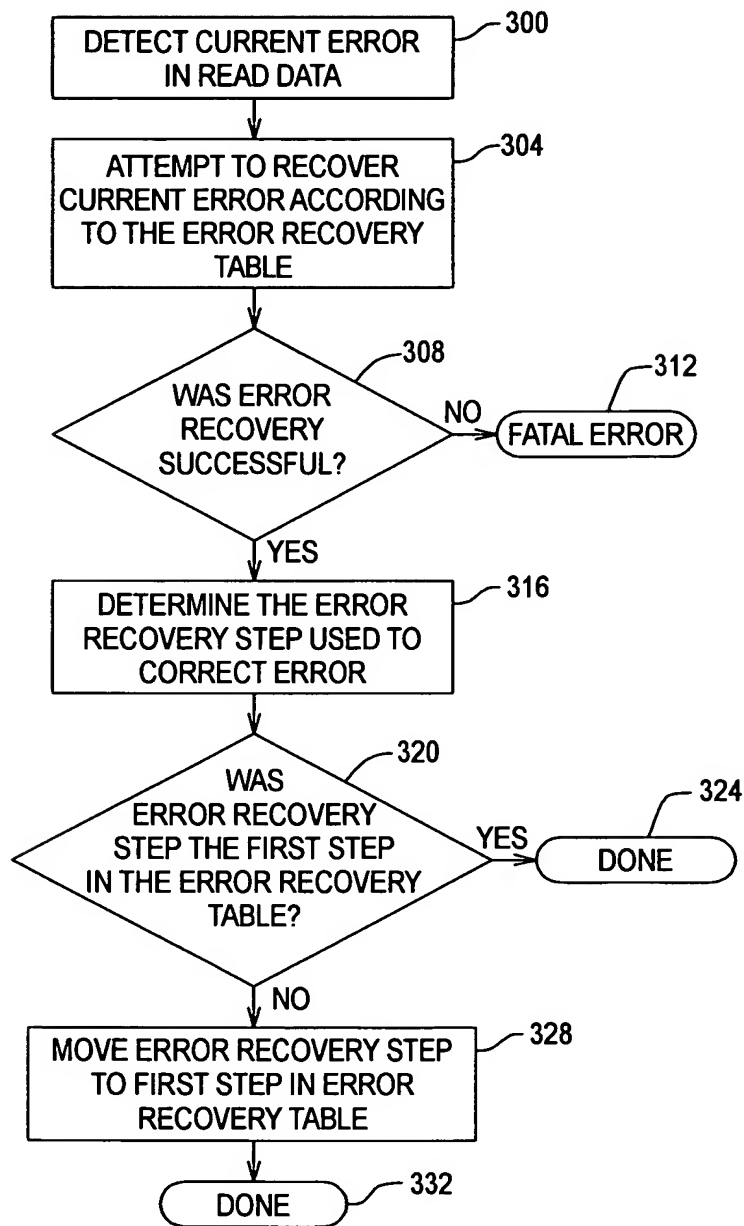 DETECT CURRENT ERROR
IN READ DATA
300
ATTEMPT TO RECOVER
CURRENT ERROR ACCORDING
TO THE ERROR RECOVERY
TABLE
304
WAS ERROR
RECOVERY
SUCCESSFUL?
308
NO
FATAL ERROR
312
YES
DETERMINE THE ERROR
RECOVERY STEP USED TO
CORRECT ERROR
316
WAS
ERROR RECOVERY
STEP THE FIRST STEP
IN THE ERROR RECOVERY
TABLE?
320
YES
DONE
324
NO
MOVE ERROR RECOVERY STEP
TO FIRST STEP IN ERROR
RECOVERY TABLE
328
DONE
332